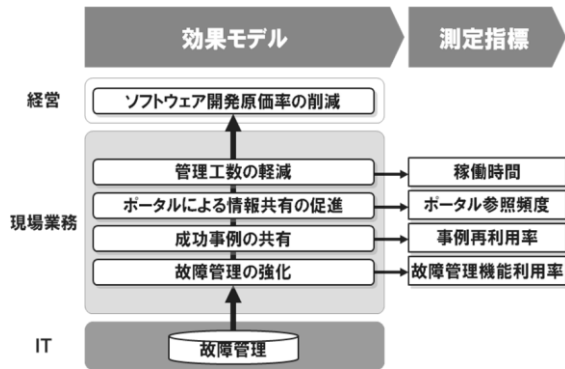 効果モデル
測定指標
経営
ソフトウェア開発原価率の削減
現場業務
管理工数の軽減
稼働時間
ポータルによる情報共有の促進
ポータル参照頻度
成功事例の共有
事例再利用率
故障管理の強化
故障管理機能利用率
IT
故障管理